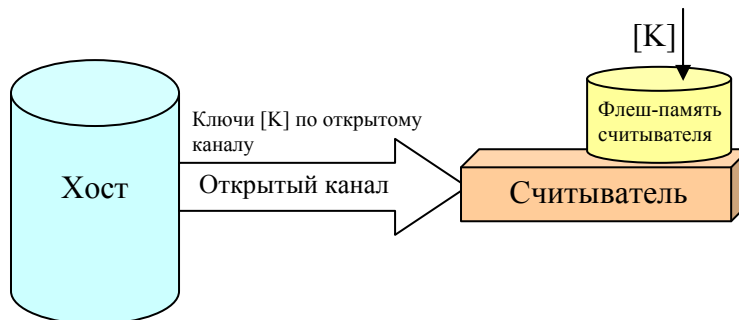 [K]
Флеш-память
считывателя
Ключи [K] по открытому
каналу
Хост
Открытый канал
Считыватель